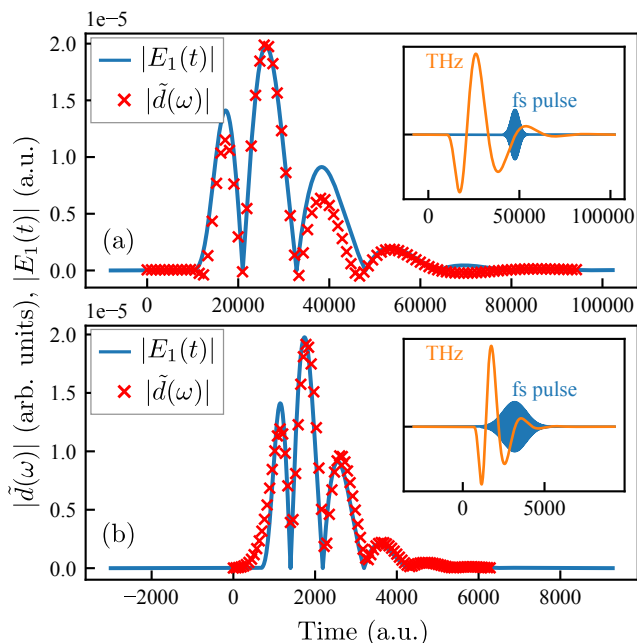 1e−5
2.0
1.5
1.0
0.5
0.0
|E₁(t)|
|d̃(ω)|
(a)
THz
fs pulse
0 50000 100000
0 20000 40000 60000 80000 100000
1e−5
2.0
1.5
1.0
0.5
0.0
|E₁(t)|
|d̃(ω)|
(b)
THz
fs pulse
0 5000
−2000 0 2000 4000 6000 8000
Time (a.u.)
|d̃(ω)| (arb. units), |E₁(t)| (a.u.)